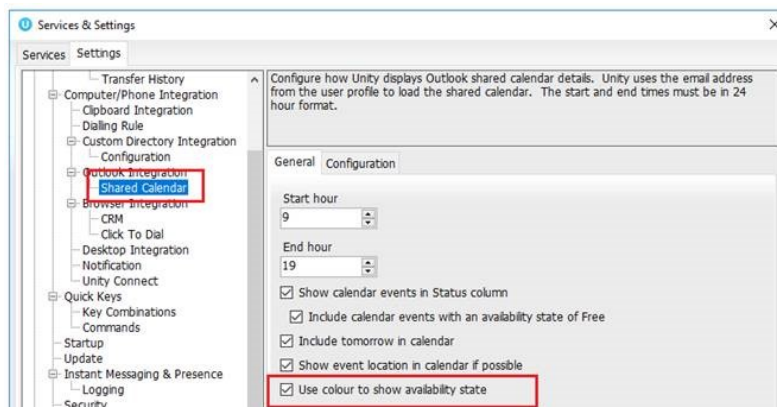 Services & Settings
Services Settings
Transfer History
Computer/Phone Integration
Clipboard Integration
Dialing Rule
Custom Directory Integration
Configuration
Outlook Integration
Shared Calendar
Browser Integration
CRM
Click To Dial
Desktop Integration
Notification
Unity Connect
Quick Keys
Key Combinations
Commands
Startup
Update
Instant Messaging & Presence
Logging
Security
Configure how Unity displays Outlook shared calendar details. Unity uses the email address
from the user profile to load the shared calendar. The start and end times must be in 24
hour format.
General Configuration
Start hour
9
End hour
19
Show calendar events in Status column
Include calendar events with an availability state of Free
Include tomorrow in calendar
Show event location in calendar if possible
Use colour to show availability state